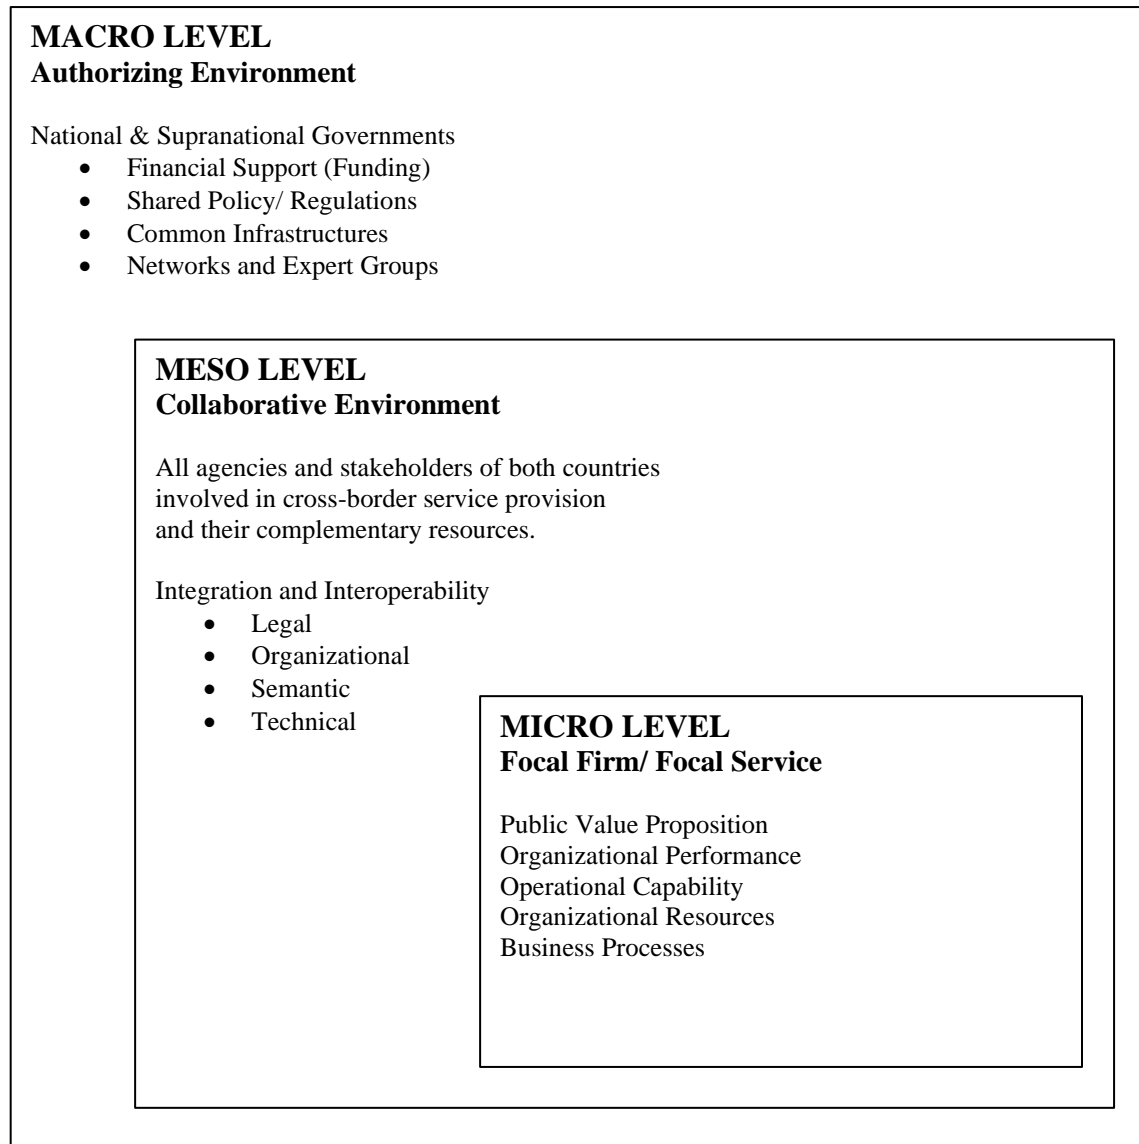 MACRO LEVEL
Authorizing Environment
National & Supranational Governments
• Financial Support (Funding)
• Shared Policy/ Regulations
• Common Infrastructures
• Networks and Expert Groups
MESO LEVEL
Collaborative Environment
All agencies and stakeholders of both countries
involved in cross-border service provision
and their complementary resources.
Integration and Interoperability
• Legal
• Organizational
• Semantic
• Technical
MICRO LEVEL
Focal Firm/ Focal Service
Public Value Proposition
Organizational Performance
Operational Capability
Organizational Resources
Business Processes